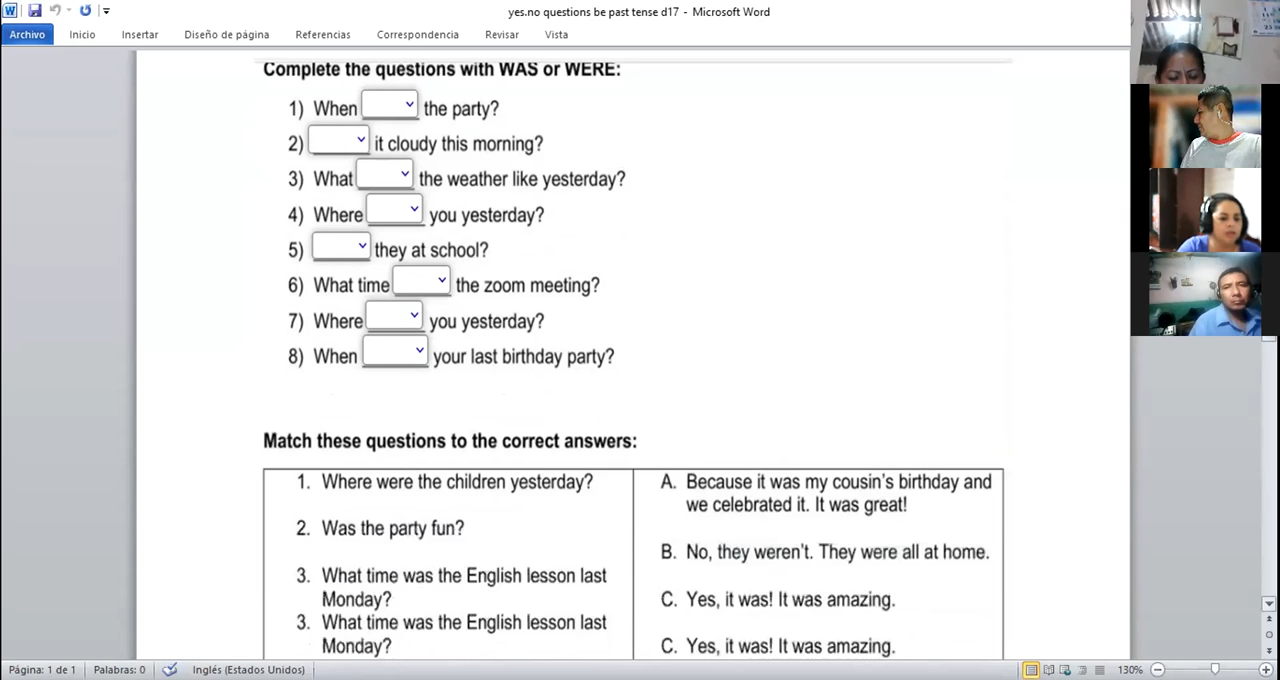 yes.no questions be past tense d17 - Microsoft Word
Archivo Inicio Insertar Diseño de página Referencias Correspondencia Revisar Vista
Complete the questions with WAS or WERE:
1) When the party?
2) it cloudy this morning?
3) What the weather like yesterday?
4) Where you yesterday?
5) they at school?
6) What time the zoom meeting?
7) Where you yesterday?
8) When your last birthday party?
Match these questions to the correct answers:
1. Where were the children yesterday?
2. Was the party fun?
3. What time was the English lesson last
Monday?
3. What time was the English lesson last
Monday?
A. Because it was my cousin's birthday and
we celebrated it. It was great!
B. No, they weren't. They were all at home.
C. Yes, it was! It was amazing.
C. Yes, it was! It was amazing.
Página: 1 de 1 Palabras: 0 Inglés (Estados Unidos) 130%